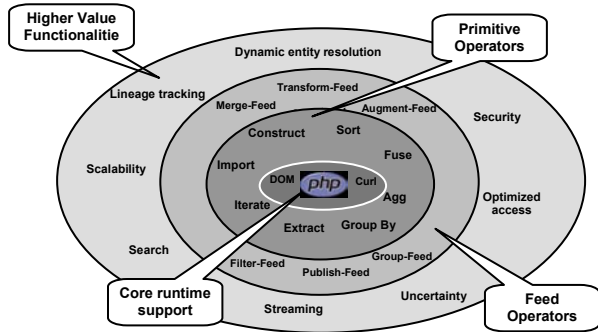 Higher Value
Functionalitie
Primitive
Operators
Dynamic entity resolution
Lineage tracking
Transform-Feed
Merge-Feed
Augment-Feed
Security
Construct
Sort
Scalability
Import
Fuse
DOM
php
Curl
Iterate
Agg
Optimized
access
Extract
Group By
Search
Filter-Feed
Group-Feed
Publish-Feed
Core runtime
support
Streaming
Uncertainty
Feed
Operators